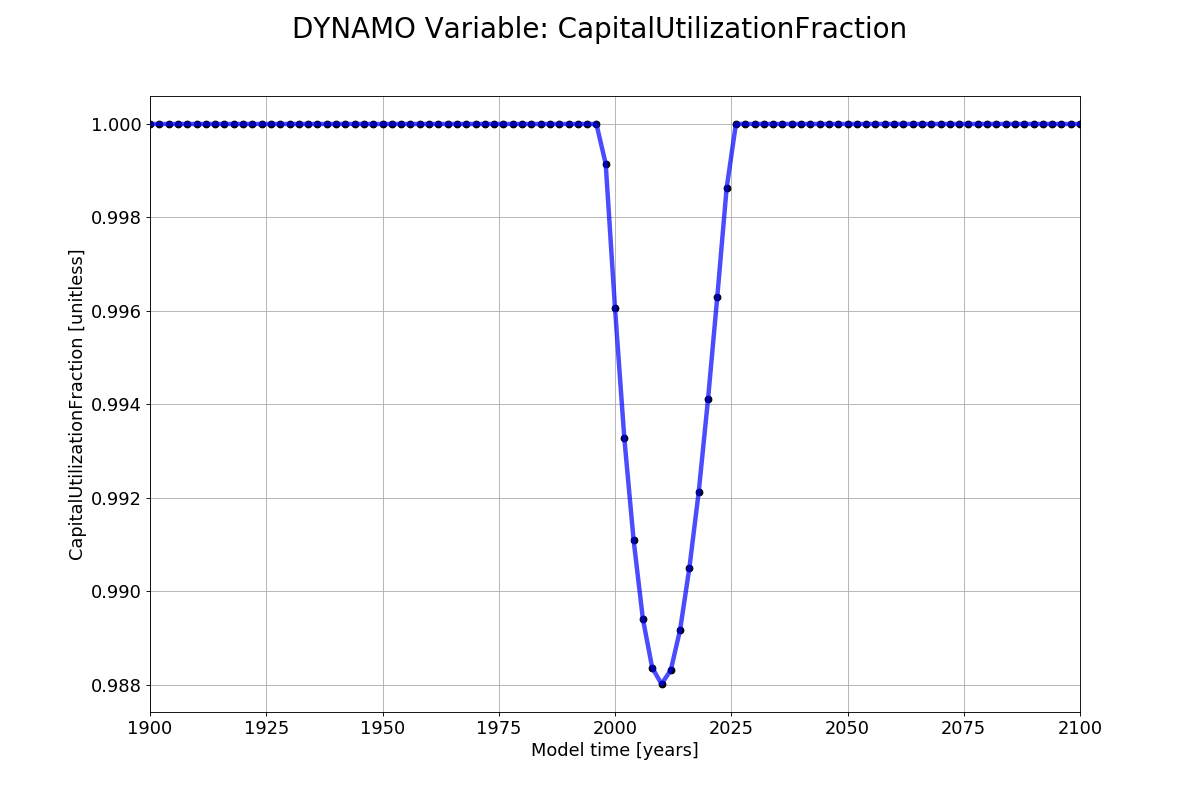 DYNAMO Variable: CapitalUtilizationFraction
1.000
0.998
0.996
0.994
0.992
0.990
0.988
CapitalUtilizationFraction [unitless]
1900 1925 1950 1975 2000 2025 2050 2075 2100
Model time [years]